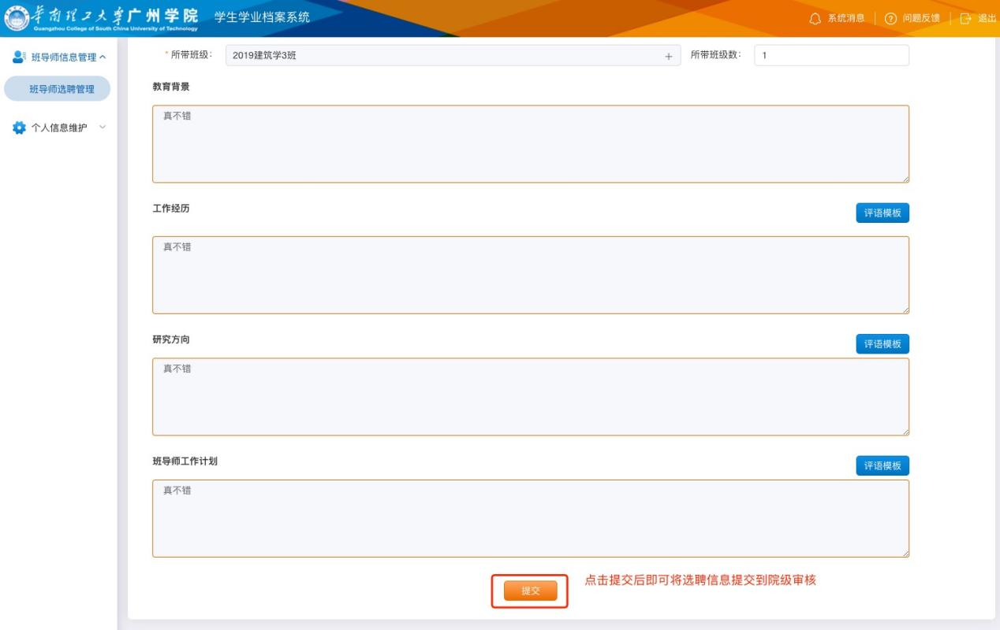 华南理工大学广州学院 学生学业档案系统 系统消息 问题反馈 退出
Guangzhou College of South China University of Technology
班导师信息管理
班导师选聘管理
个人信息维护
* 所带班级: 2019建筑学3班 + 所带班级数: 1
教育背景
真不错
工作经历 评语模板
真不错
研究方向 评语模板
真不错
班导师工作计划 评语模板
真不错
提交 点击提交后即可将选聘信息提交到院级审核